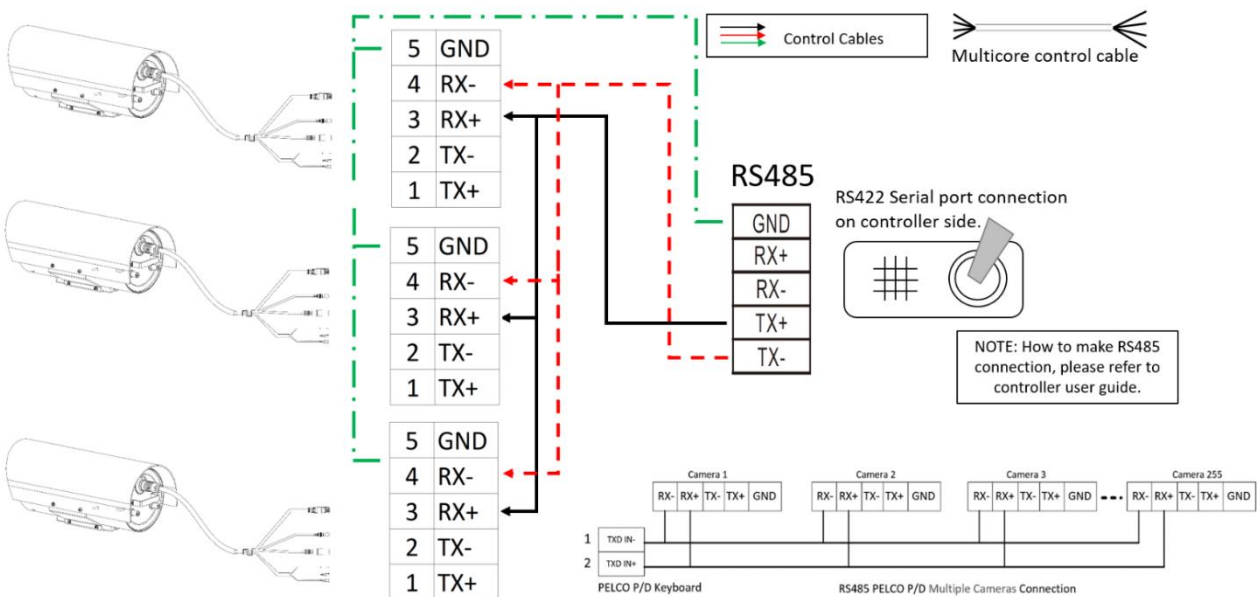 5 GND
4 RX-
3 RX+
2 TX-
1 TX+
5 GND
4 RX-
3 RX+
2 TX-
1 TX+
5 GND
4 RX-
3 RX+
2 TX-
1 TX+
Control Cables
Multicore control cable
RS485
GND
RX+
RX-
TX+
TX-
RS422 Serial port connection
on controller side.
NOTE: How to make RS485
connection, please refer to
controller user guide.
Camera 1
RX- RX+ TX- TX+ GND
Camera 2
RX- RX+ TX- TX+ GND
Camera 3
RX- RX+ TX- TX+ GND
Camera 255
RX- RX+ TX- TX+ GND
1 TXD IN-
2 TXD IN+
PELCO P/D Keyboard
RS485 PELCO P/D Multiple Cameras Connection